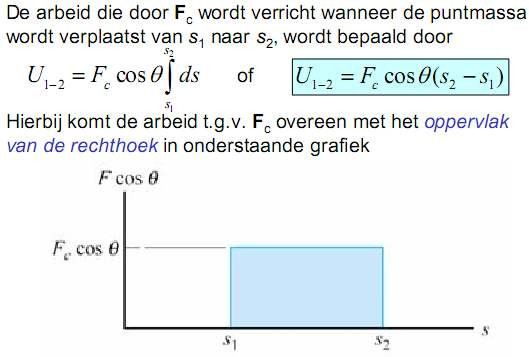 De arbeid die door F_c wordt verricht wanneer de puntmassa
wordt verplaatst van s_1 naar s_2, wordt bepaald door
U_{1–2} = F_c cos θ ∫_{s_1}^{s_2} ds of U_{1–2} = F_c cos θ(s_2 – s_1)
Hierbij komt de arbeid t.g.v. F_c overeen met het oppervlak
van de rechthoek in onderstaande grafiek
F cos θ
F_c cos θ
s
s_1 s_2